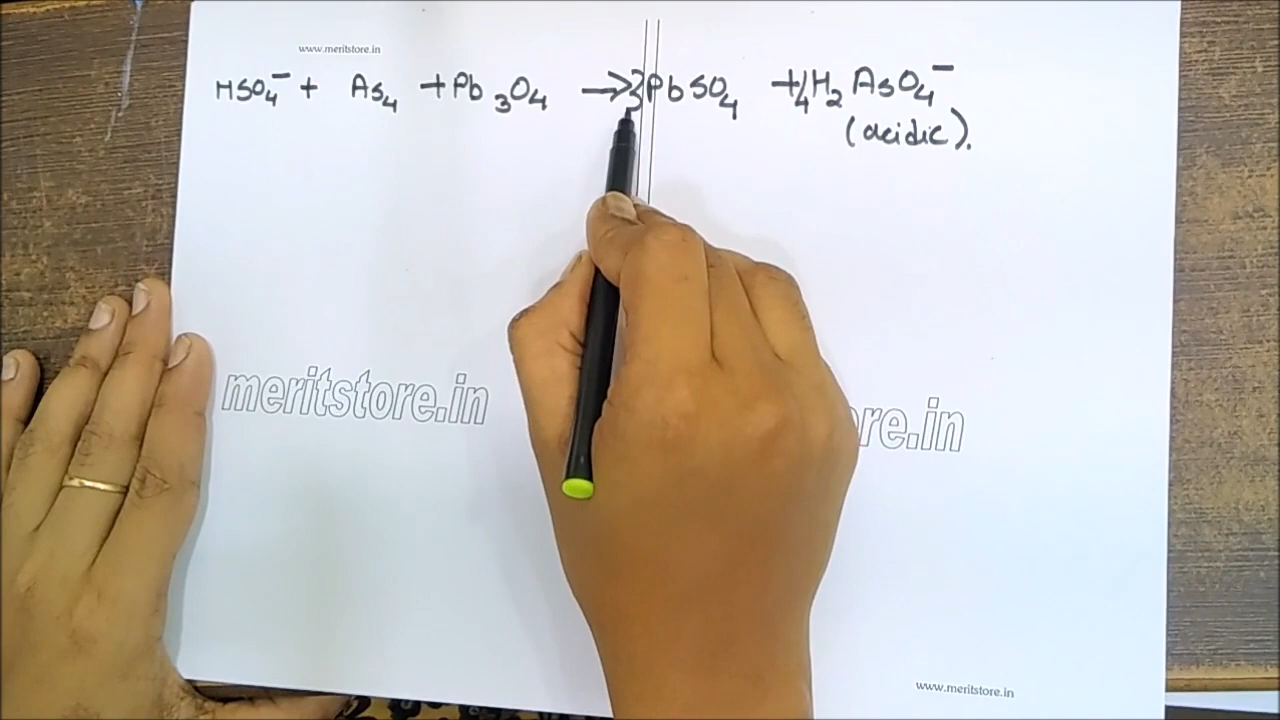 www.meritstore.in
HSO₄⁻ + As₄ + Pb₃O₄ → 3PbSO₄ + 4H₂AsO₄⁻
(acidic).
meritstore.in
re.in
www.meritstore.in